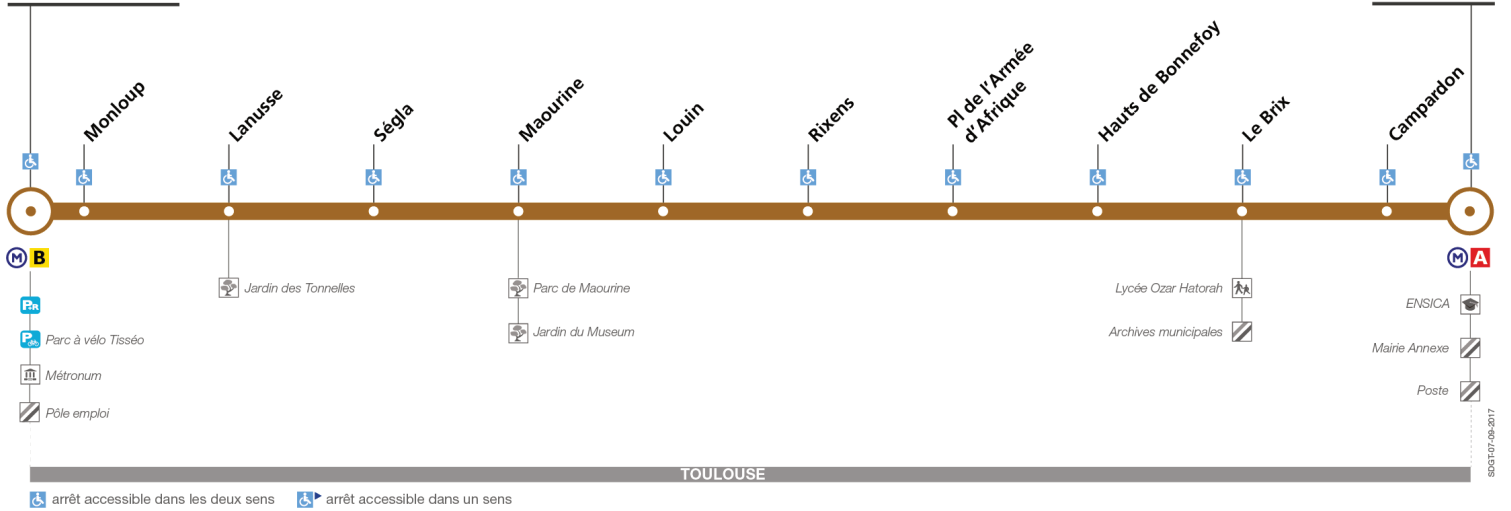 Monloup
Lanusse
Ségla
Maourine
Louin
Rixens
Pl de l'Armée
d'Afrique
Hauts de Bonnefoy
Le Brix
Campardon
M B
M A
P+R
Jardin des Tonnelles
Parc de Maourine
Lycée Ozar Hatorah
ENSICA
P Parc à vélo Tisséo
Jardin du Museum
Archives municipales
Mairie Annexe
Métronum
Poste
Pôle emploi
SDGT-07-09-2017
TOULOUSE
arrêt accessible dans les deux sens
arrêt accessible dans un sens